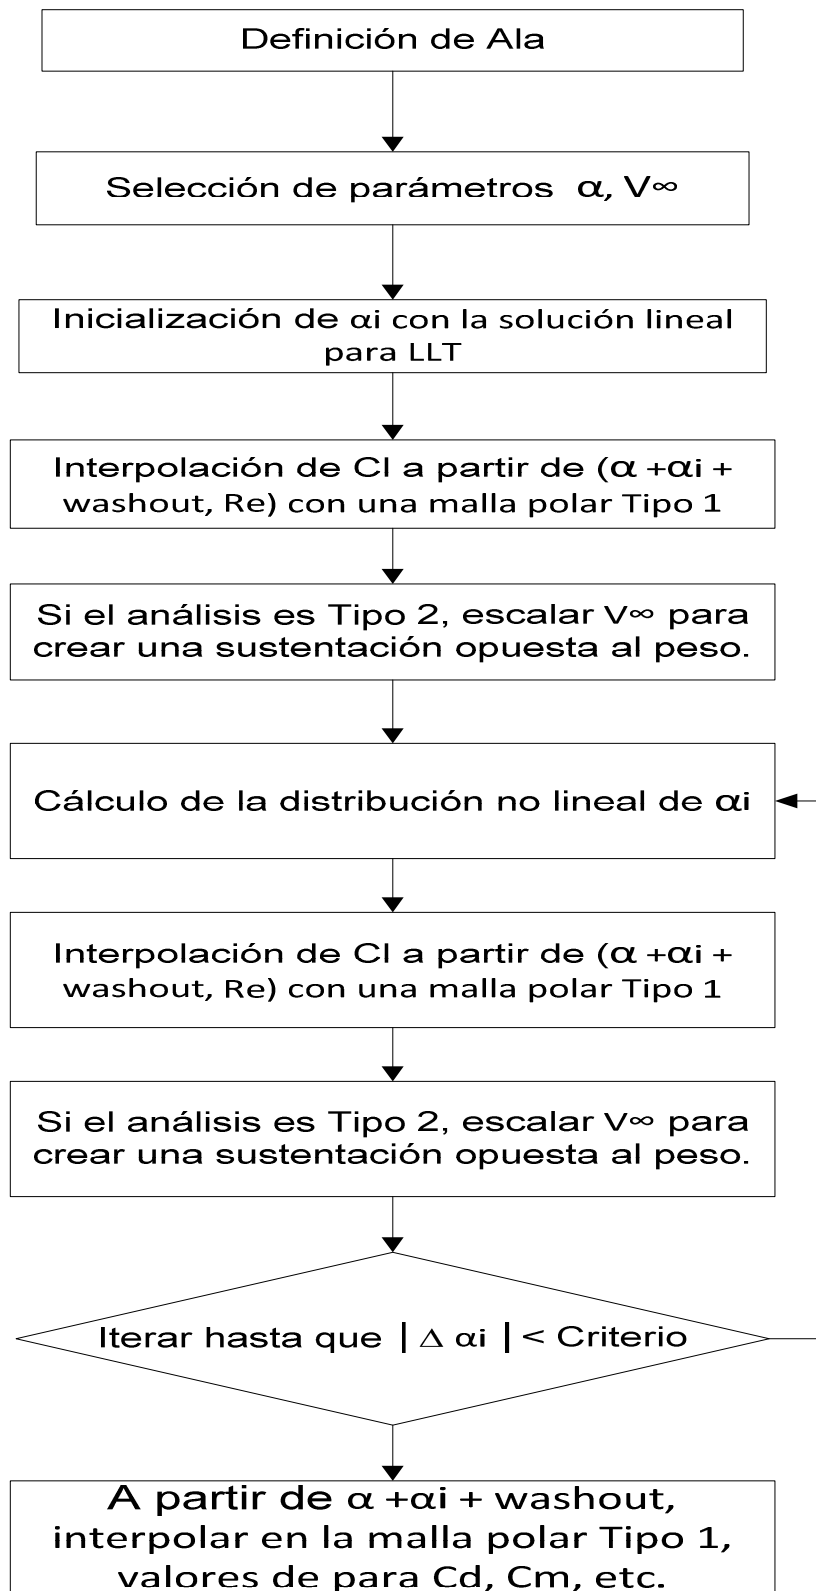 Definición de Ala
Selección de parámetros α, V∞
Inicialización de αi con la solución lineal
para LLT
Interpolación de Cl a partir de (α +αi +
washout, Re) con una malla polar Tipo 1
Si el análisis es Tipo 2, escalar V∞ para
crear una sustentación opuesta al peso.
Cálculo de la distribución no lineal de αi
Interpolación de Cl a partir de (α +αi +
washout, Re) con una malla polar Tipo 1
Si el análisis es Tipo 2, escalar V∞ para
crear una sustentación opuesta al peso.
Iterar hasta que | Δ αi | < Criterio
A partir de α +αi + washout,
interpolar en la malla polar Tipo 1,
valores de para Cd, Cm, etc.